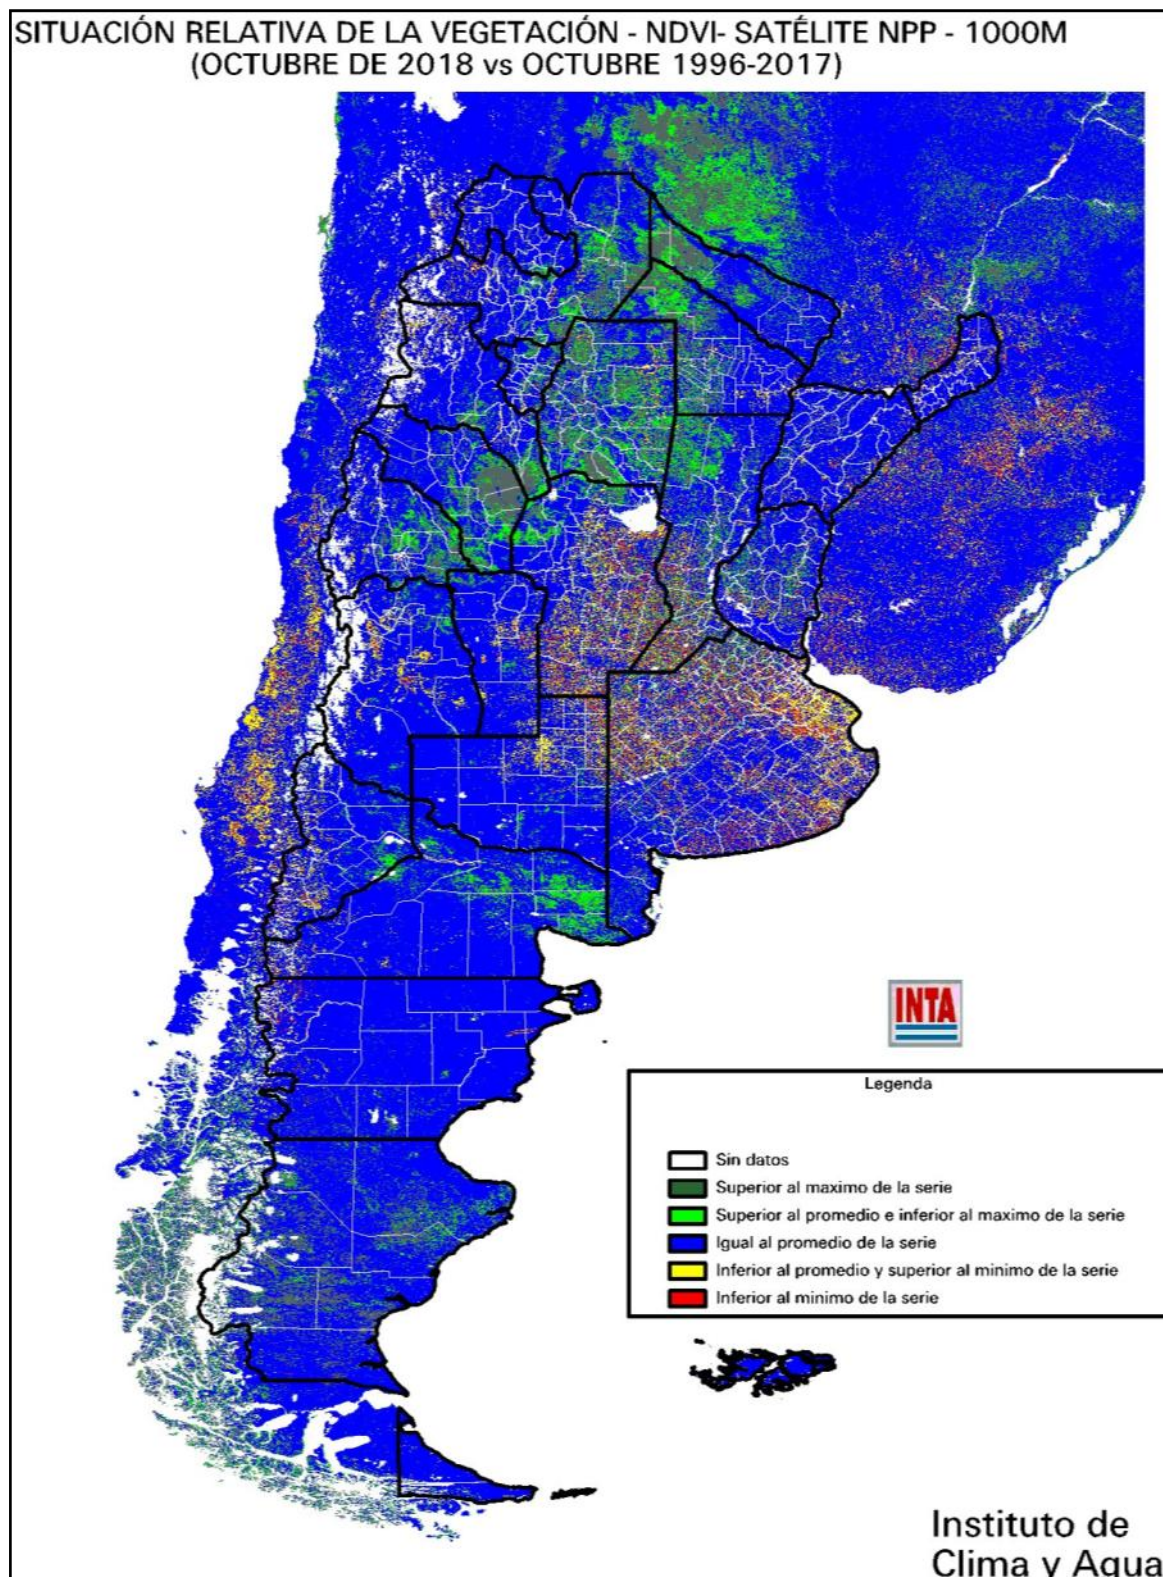 SITUACIÓN RELATIVA DE LA VEGETACIÓN - NDVI- SATÉLITE NPP - 1000M
(OCTUBRE DE 2018 vs OCTUBRE 1996-2017)
INTA
Legenda
Sin datos
Superior al maximo de la serie
Superior al promedio e inferior al maximo de la serie
Igual al promedio de la serie
Inferior al promedio y superior al minimo de la serie
Inferior al minimo de la serie
Instituto de
Clima y Agua